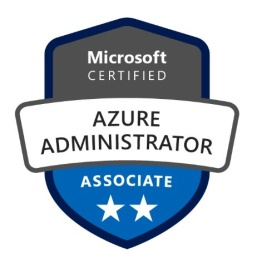 Microsoft
CERTIFIED
AZURE
ADMINISTRATOR
ASSOCIATE